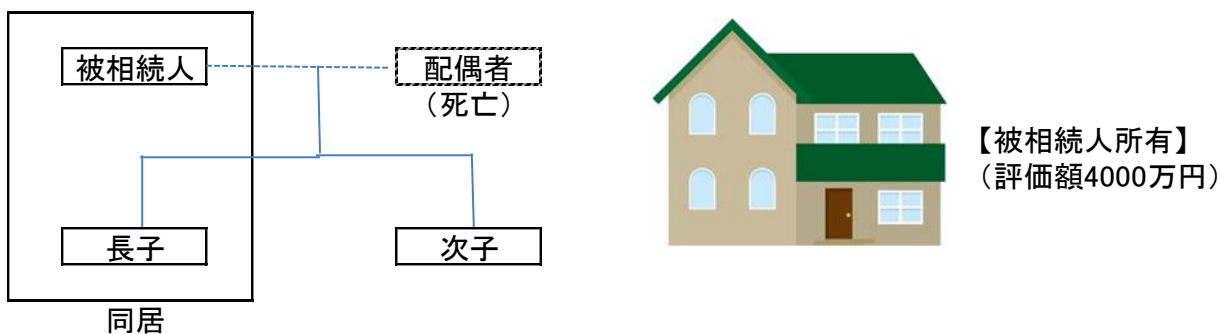 被相続人
配偶者
（死亡）
長子
次子
同居
【被相続人所有】
（評価額4000万円）